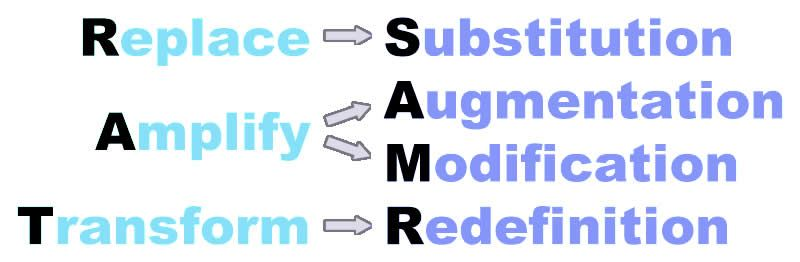 Replace Substitution
Augmentation
Amplify
Modification
Transform Redefinition